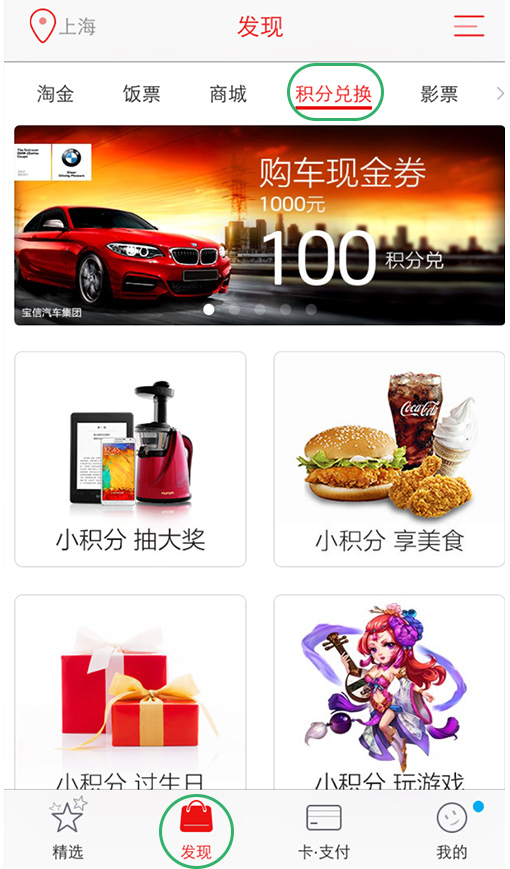 上海
发现
淘金
饭票
商城
积分兑换
影票
购车现金券
1000元
100 积分兑
宝信汽车集团
Coca-Cola
小积分 抽大奖
小积分 享美食
小积分 过生日
小积分 玩游戏
精选
发现
卡·支付
我的